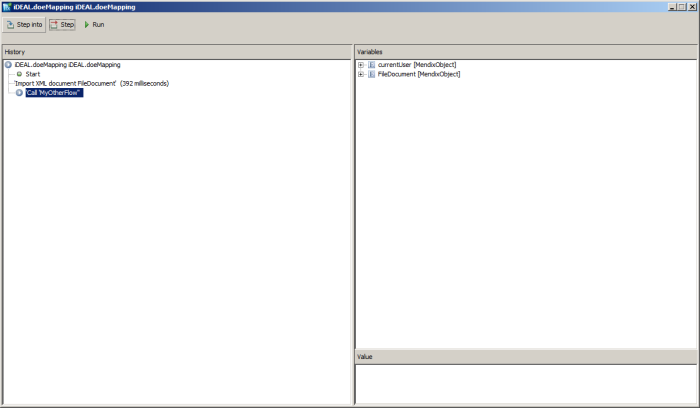 iDEAL.doeMapping iDEAL.doeMapping
Step into Step Run
History
iDEAL.doeMapping iDEAL.doeMapping
Start
'Import XML document FileDocument' (392 milliseconds)
'Call 'MyOtherFlow''
Variables
currentUser [MendixObject]
FileDocument [MendixObject]
Value